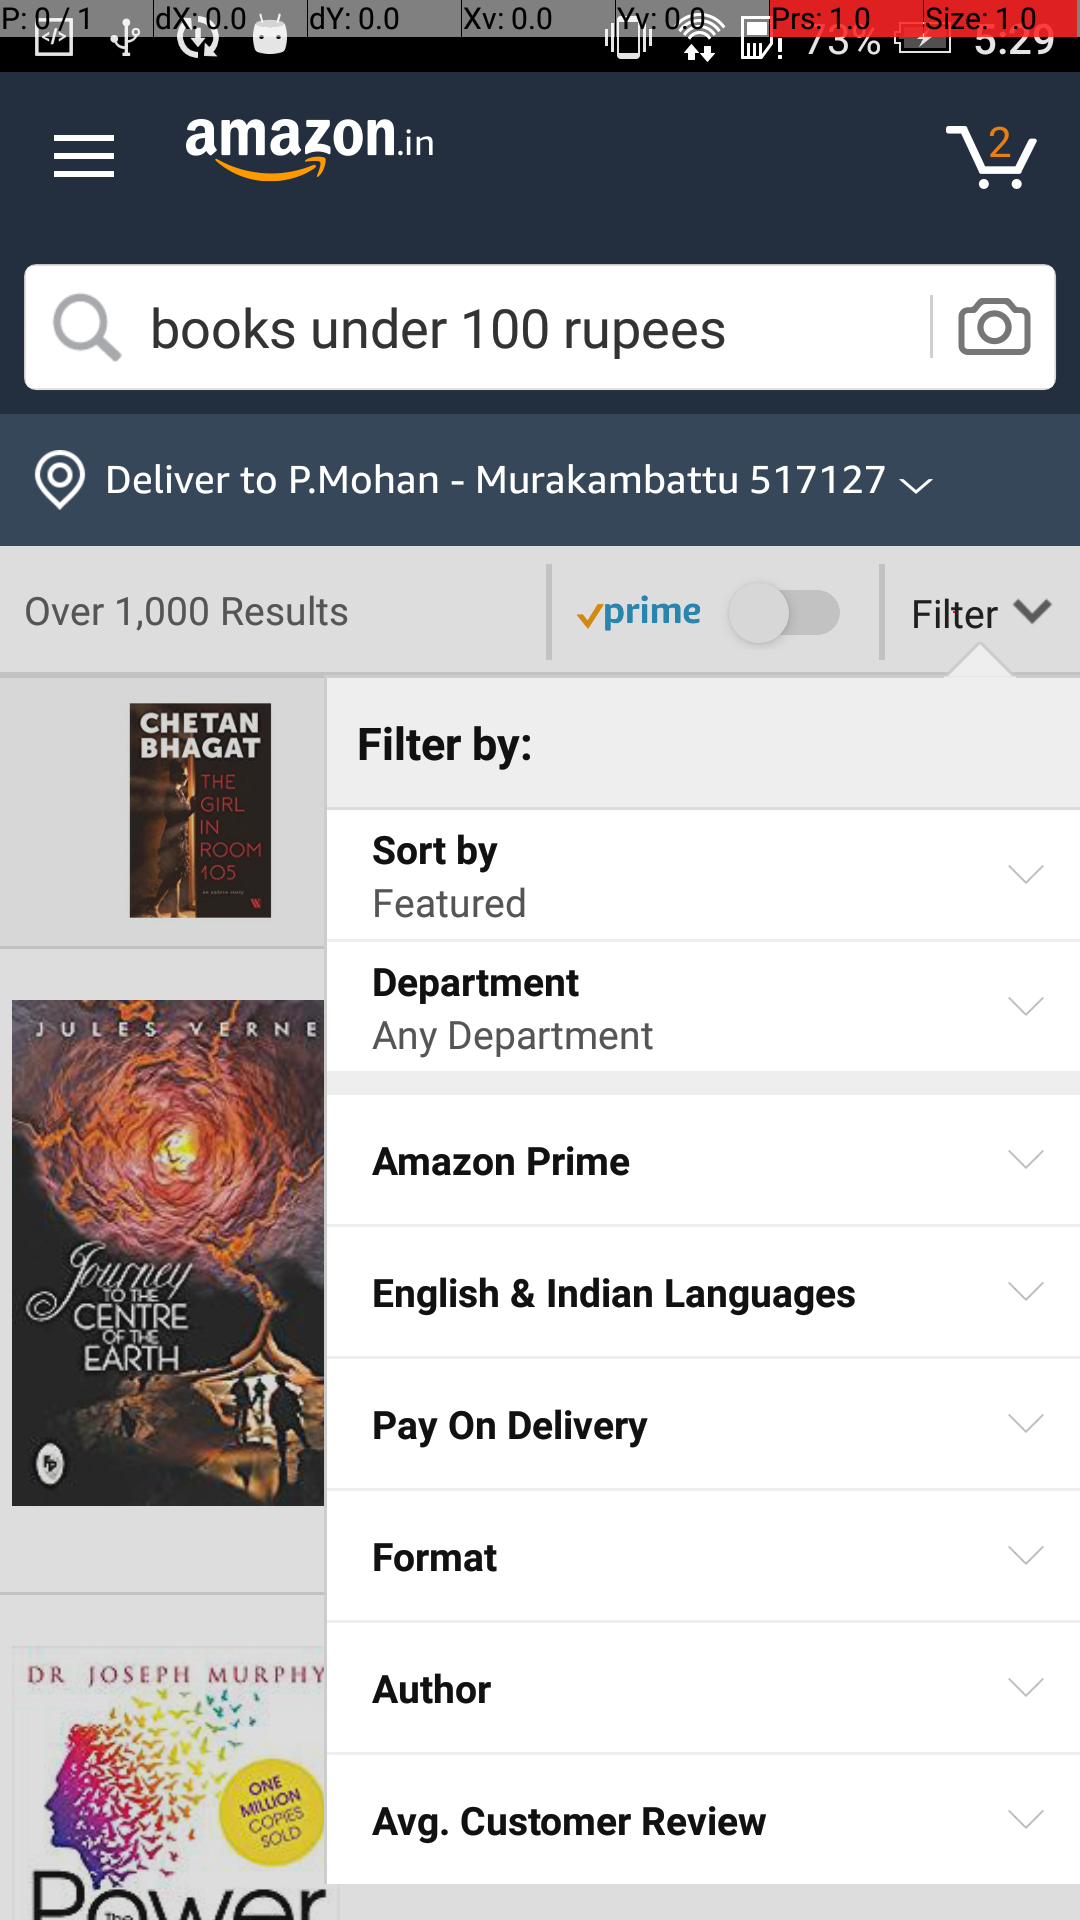 P: 0 / 1 dX: 0.0 dY: 0.0 Xv: 0.0 Yv: 0.0 Prs: 1.0 Size: 1.0
73% 5:29
amazon.in
2
books under 100 rupees
Deliver to P.Mohan - Murakambattu 517127
Over 1,000 Results
prime
Filter
CHETAN
BHAGAT
THE
GIRL
IN
ROOM
105
Filter by:
Sort by
Featured
Department
Any Department
JULES VERNE
Journey
TO THE
CENTRE
OF THE
EARTH
FP
Amazon Prime
English & Indian Languages
Pay On Delivery
Format
Author
Avg. Customer Review
DR JOSEPH MURPHY
ONE
MILLION
COPIES
SOLD
The
Power